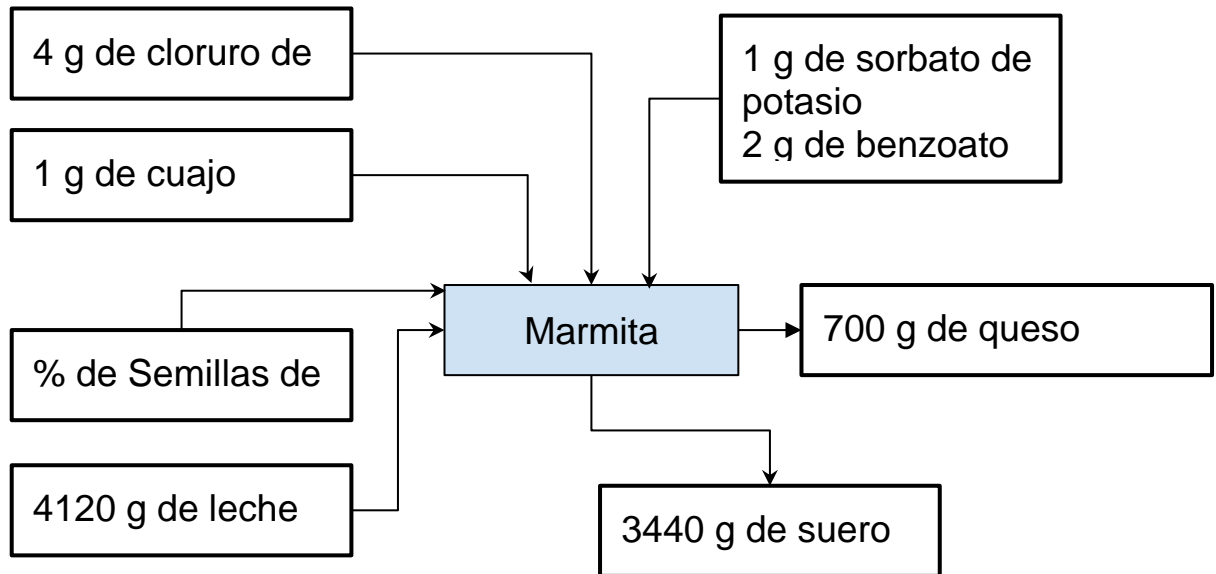 4 g de cloruro de
1 g de sorbato de
potasio
2 g de benzoato
1 g de cuajo
Marmita
700 g de queso
% de Semillas de
4120 g de leche
3440 g de suero